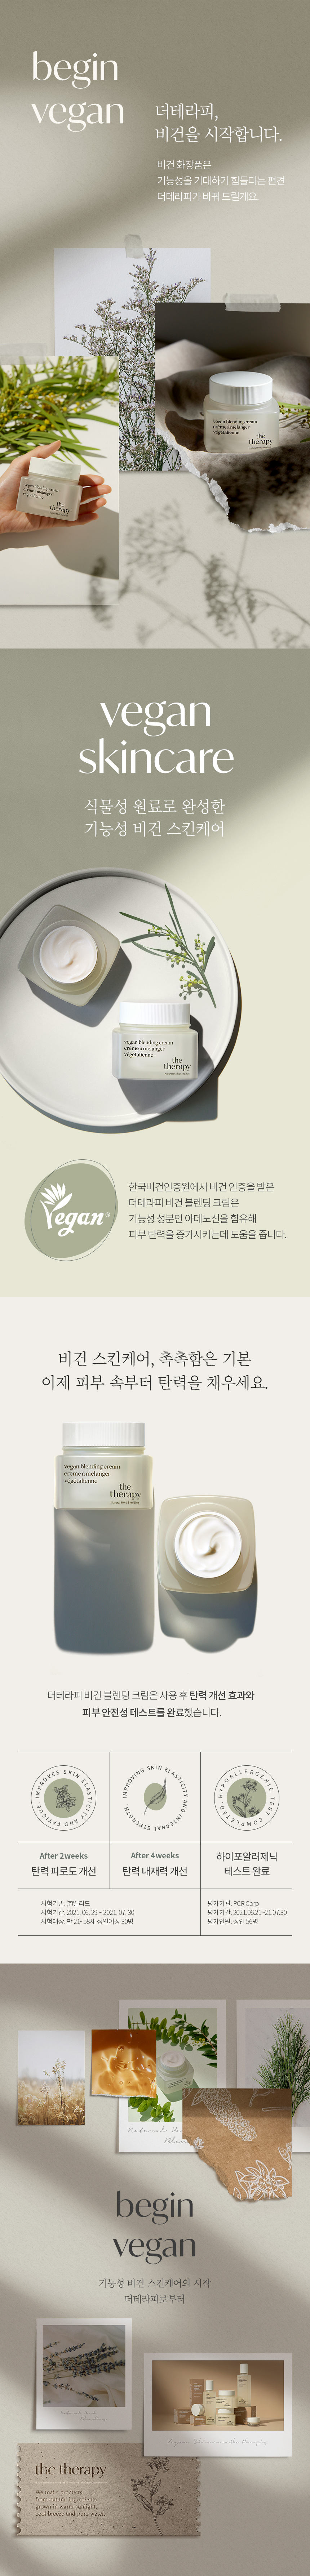 begin
vegan
더테라피,
비건을 시작합니다.
비건 화장품은
기능성을 기대하기 힘들다는 편견
더테라피가 바꿔 드릴게요.
vegan blending cream
crème à mélanger
végétalienne
the
therapy
vegan blending cream
crème à mélanger
végétalienne
the
therapy
vegan
skincare
식물성 원료로 완성한
기능성 비건 스킨케어
vegan blending cream
crème à mélanger
végétalienne
the
therapy
Vegan
한국비건인증원에서 비건 인증을 받은
더테라피 비건 블렌딩 크림은
기능성 성분인 아데노신을 함유해
피부 탄력을 증가시키는데 도움을 줍니다.
비건 스킨케어, 촉촉함은 기본
이제 피부 속부터 탄력을 채우세요.
vegan blending cream
crème à mélanger
végétalienne
the
therapy
Natural Plant Blending
더테라피 비건 블렌딩 크림은 사용 후 탄력 개선 효과와
피부 안전성 테스트를 완료했습니다.
IMPROVES SKIN ELASTICITY AND FATIGUE
IMPROVING SKIN ELASTICITY AND INTERNAL STRENGTH
HYPOALLERGENIC TEST COMPLETED
After 2weeks
탄력 피로도 개선
After 4weeks
탄력 내재력 개선
하이포알러제닉
테스트 완료
시험기관: ㈜엘리드
시험기간: 2021. 06. 29 ~ 2021. 07. 30
시험대상: 만 21~58세 성인여성 30명
평가기관: PCR Corp
평가기간: 2021.06.21~21.07.30
평가인원: 성인 56명
begin
vegan
기능성 비건 스킨케어의 시작
더테라피로부터
the therapy
We make products
from natural ingredients
grown in warm sunlight,
cool breeze and pure water.